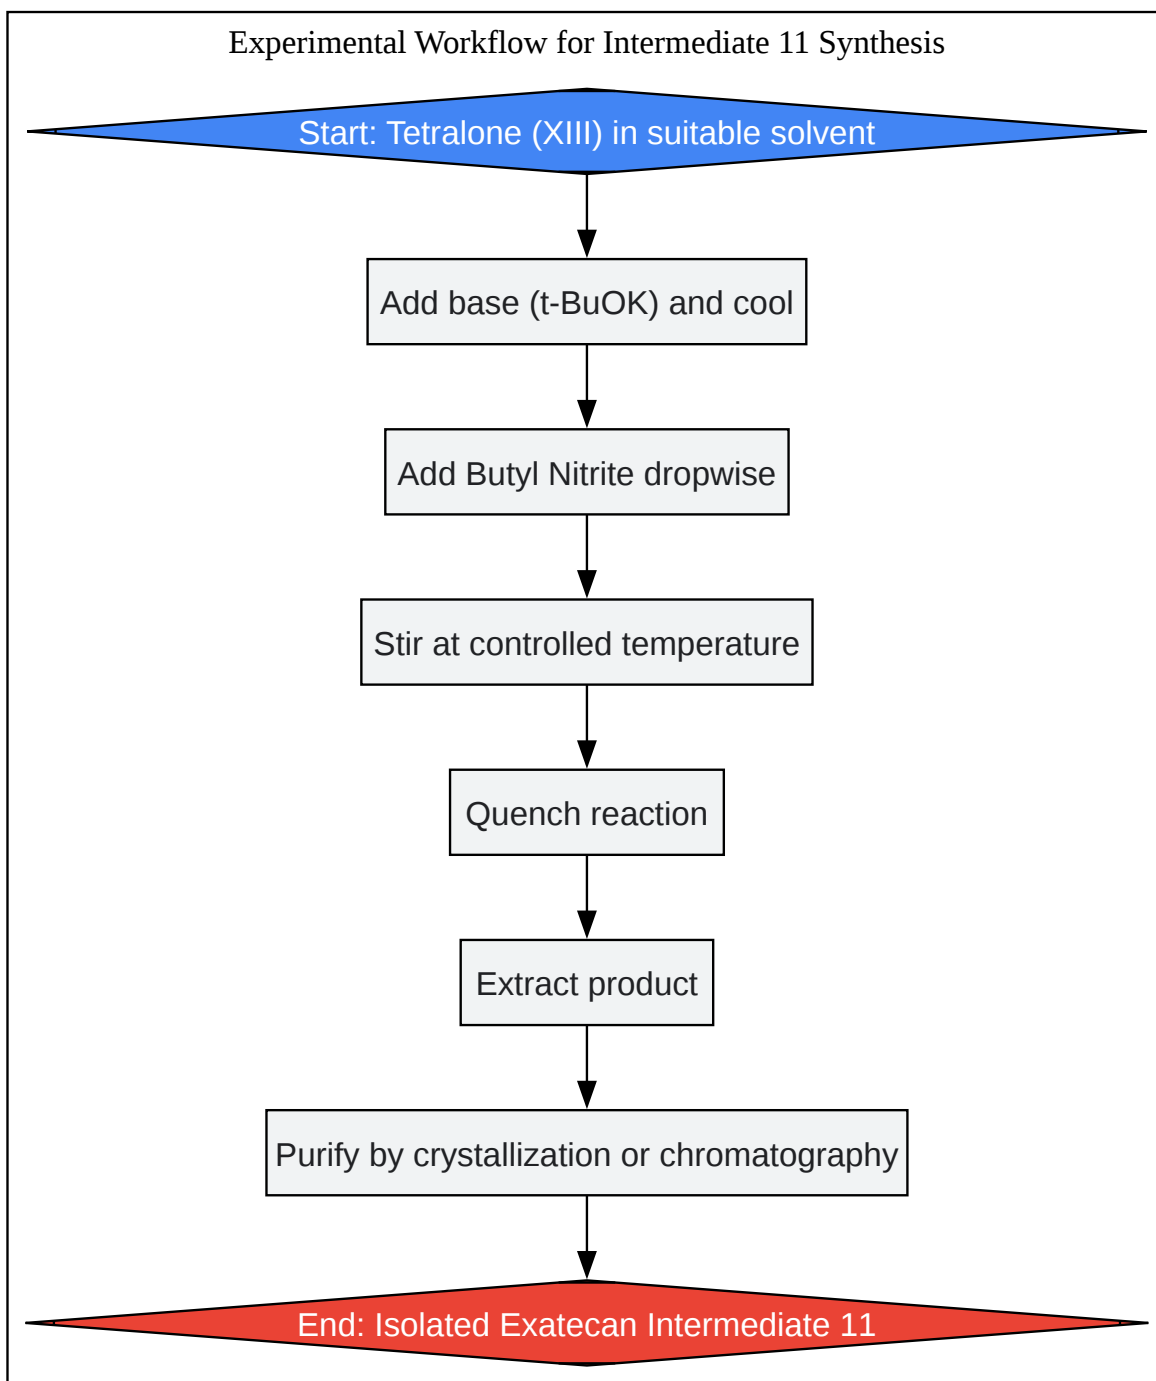 Experimental Workflow for Intermediate 11 Synthesis
Start: Tetralone (XIII) in suitable solvent
Add base (t-BuOK) and cool
Add Butyl Nitrite dropwise
Stir at controlled temperature
Quench reaction
Extract product
Purify by crystallization or chromatography
End: Isolated Exatecan Intermediate 11